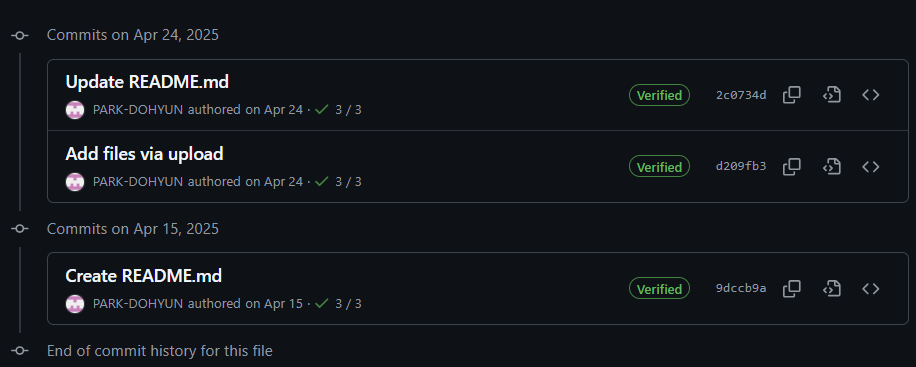 Commits on Apr 24, 2025
Update README.md
PARK-DOHYUN authored on Apr 24 · 3 / 3
Verified
2c0734d
Add files via upload
PARK-DOHYUN authored on Apr 24 · 3 / 3
Verified
d209fb3
Commits on Apr 15, 2025
Create README.md
PARK-DOHYUN authored on Apr 15 · 3 / 3
Verified
9dccb9a
End of commit history for this file